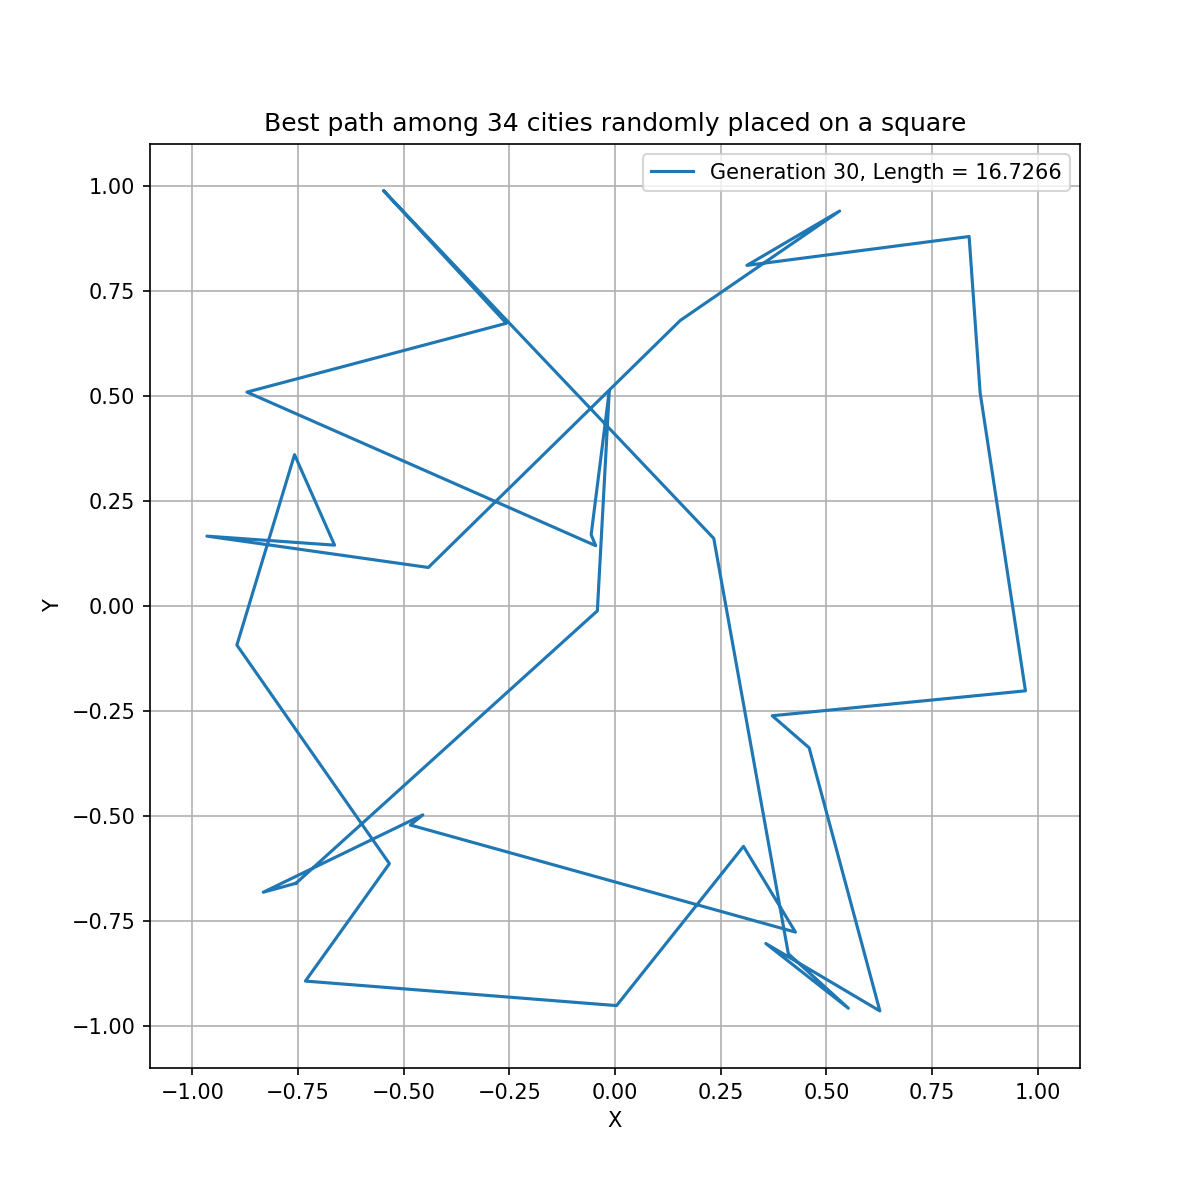 Best path among 34 cities randomly placed on a square
Generation 30, Length = 16.7266
1.00
0.75
0.50
0.25
0.00
−0.25
−0.50
−0.75
−1.00
Y
−1.00 −0.75 −0.50 −0.25 0.00 0.25 0.50 0.75 1.00
X